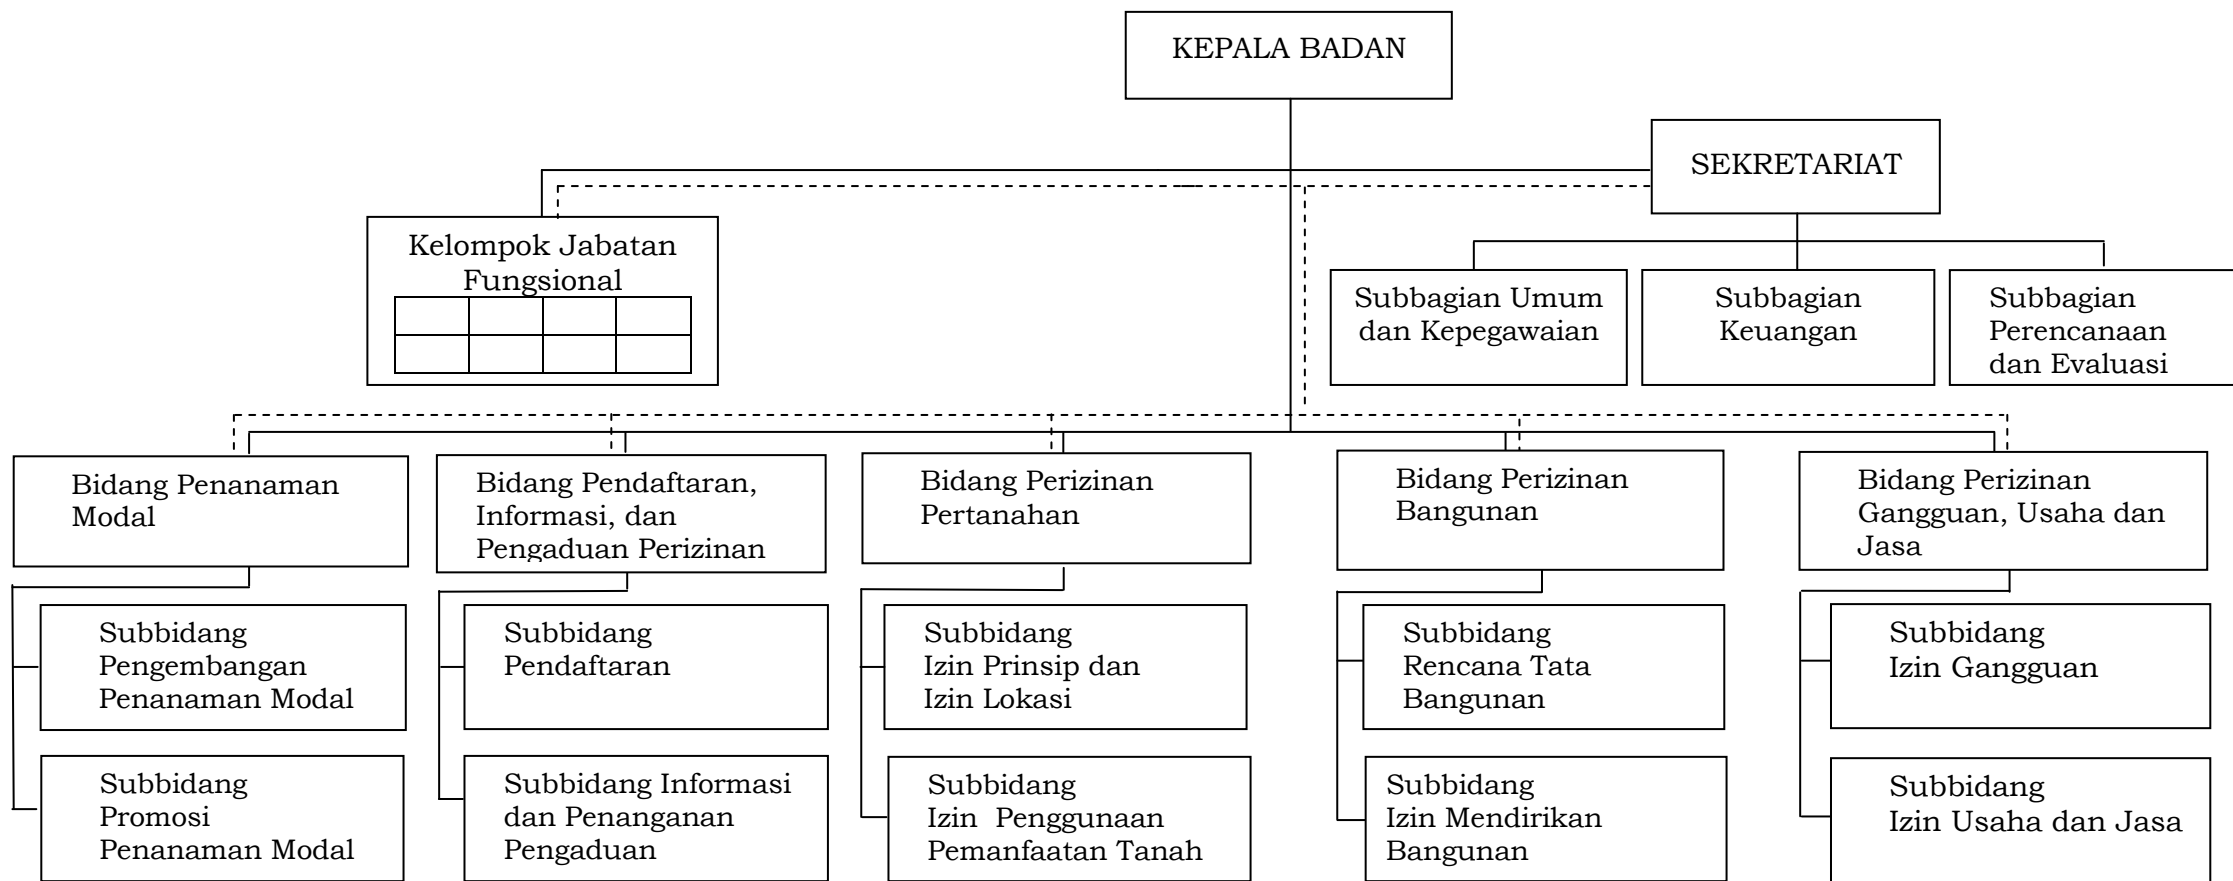 KEPALA BADAN
SEKRETARIAT
Kelompok Jabatan
Fungsional
Subbagian Umum
dan Kepegawaian
Subbagian
Keuangan
Subbagian
Perencanaan
dan Evaluasi
Bidang Penanaman
Modal
Bidang Pendaftaran,
Informasi, dan
Pengaduan Perizinan
Bidang Perizinan
Pertanahan
Bidang Perizinan
Bangunan
Bidang Perizinan
Gangguan, Usaha dan
Jasa
Subbidang
Pengembangan
Penanaman Modal
Subbidang
Pendaftaran
Subbidang
Izin Prinsip dan
Izin Lokasi
Subbidang
Rencana Tata
Bangunan
Subbidang
Izin Gangguan
Subbidang
Promosi
Penanaman Modal
Subbidang Informasi
dan Penanganan
Pengaduan
Subbidang
Izin  Penggunaan
Pemanfaatan Tanah
Subbidang
Izin Mendirikan
Bangunan
Subbidang
Izin Usaha dan Jasa